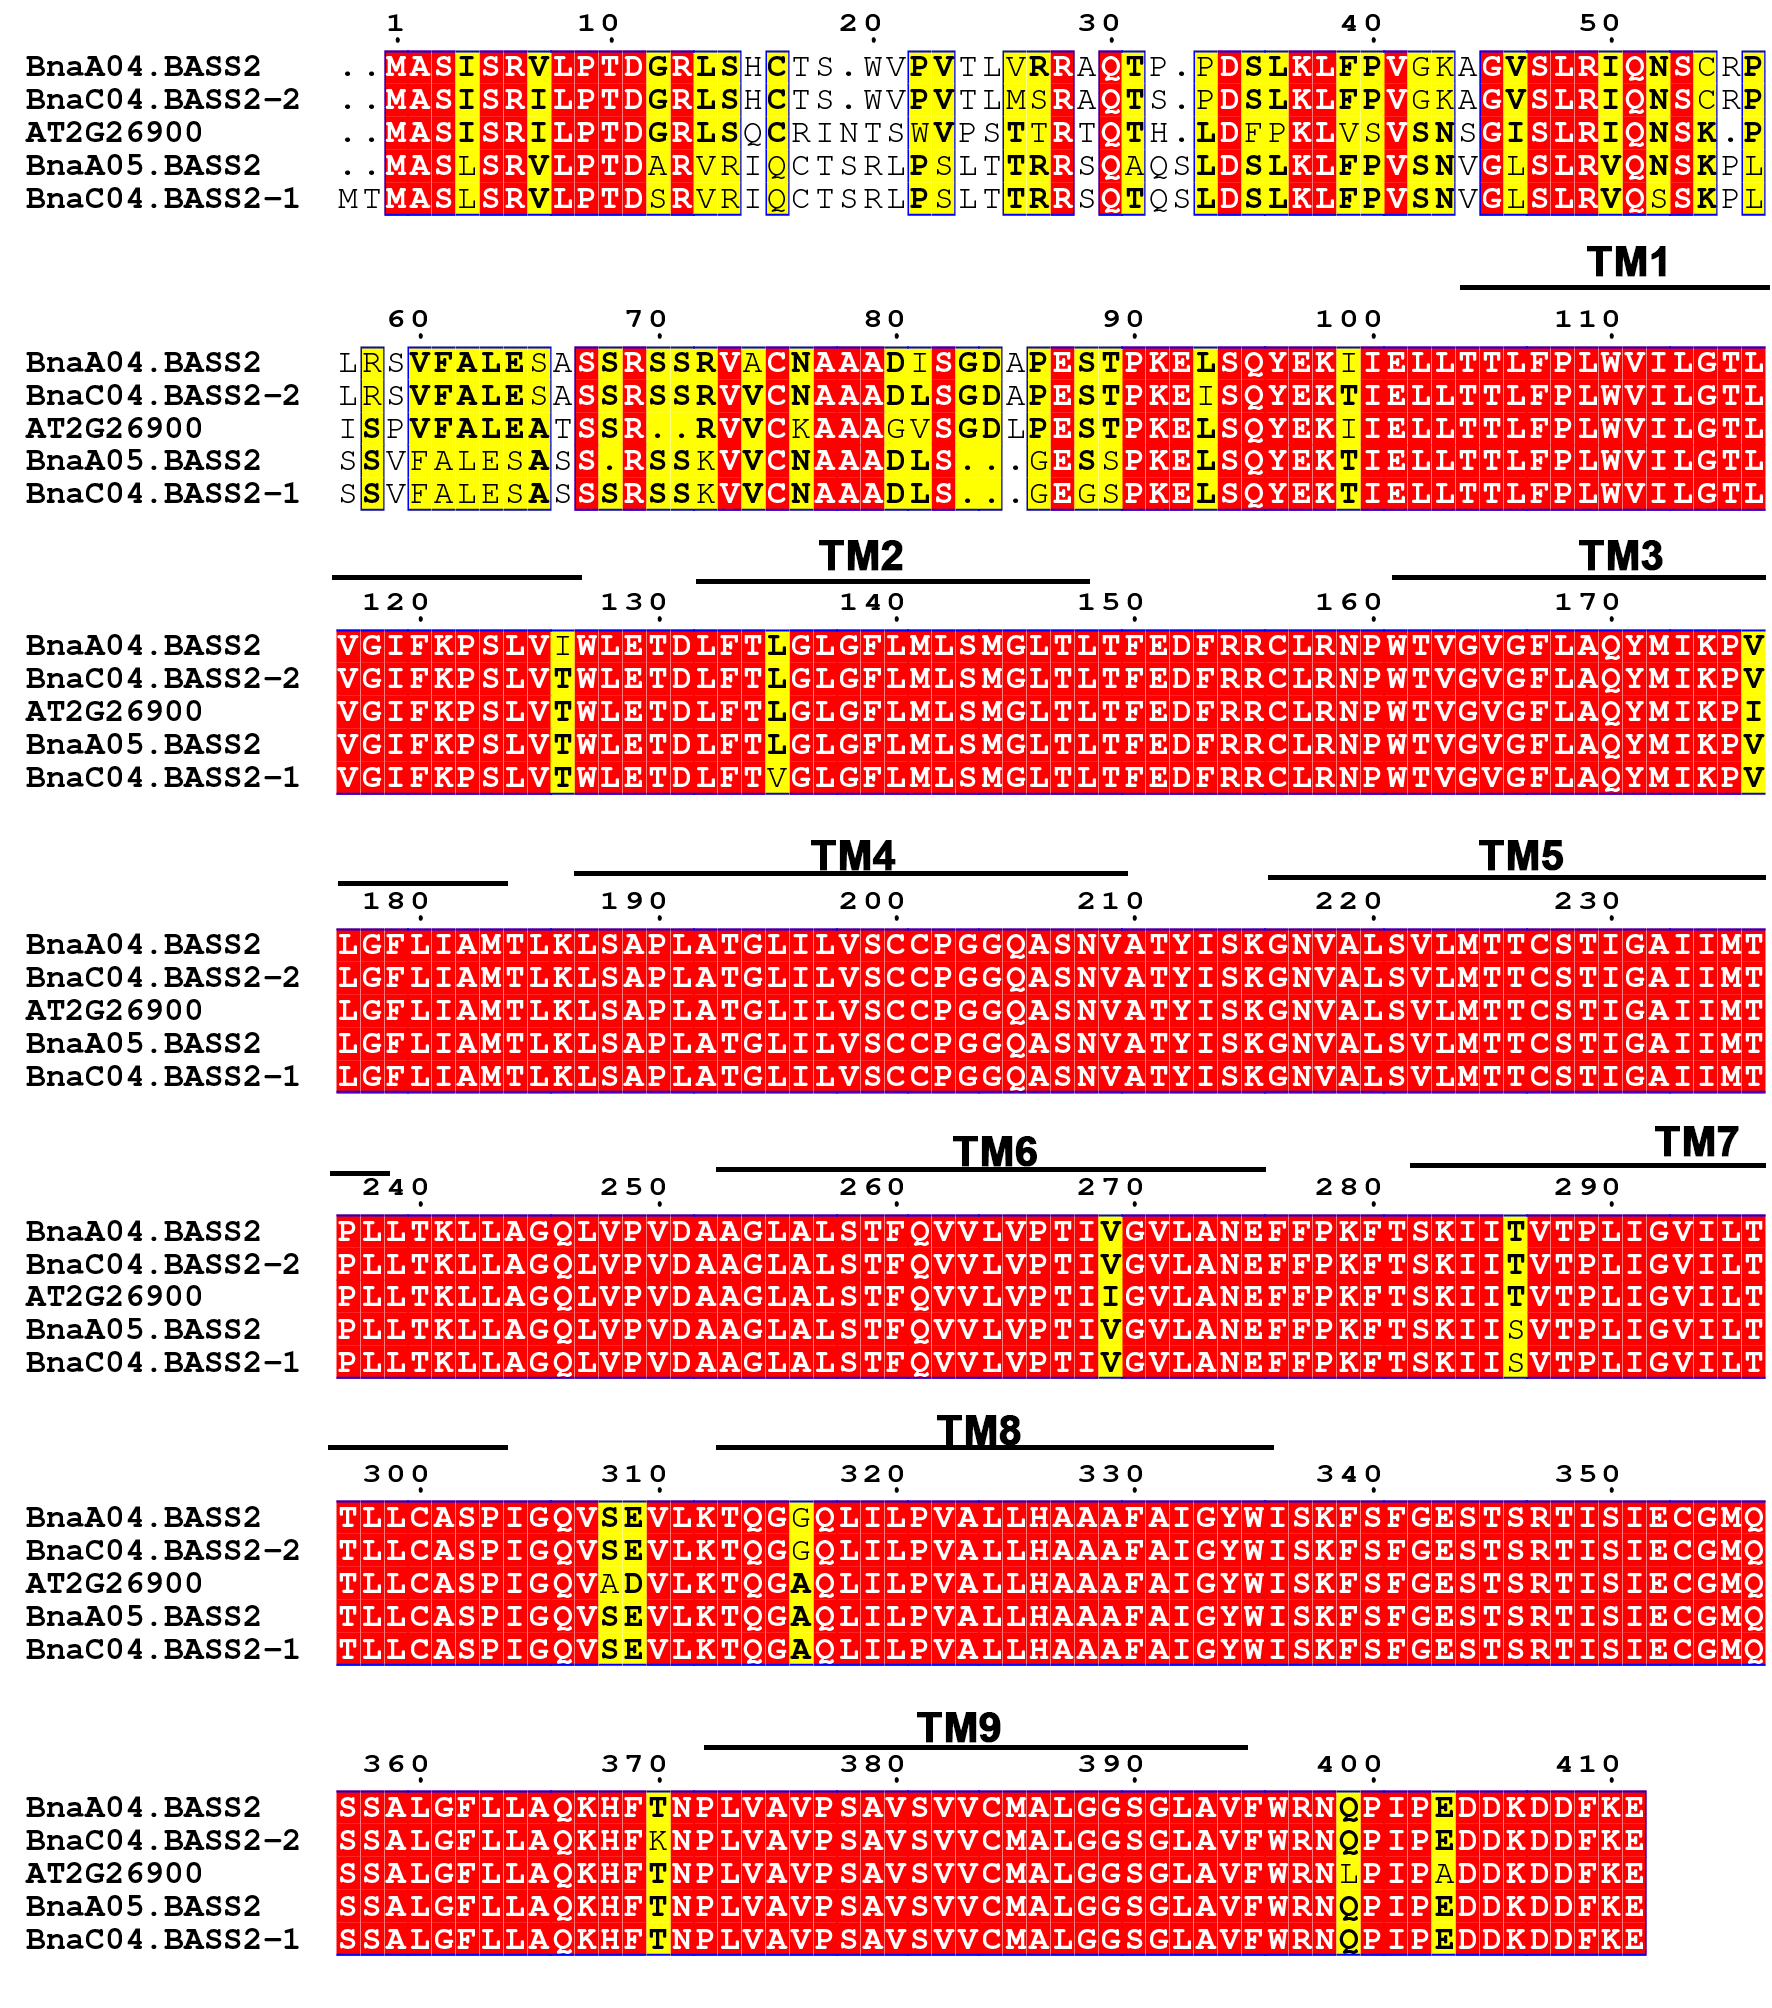 1 10 20 30 40 50
BnaA04.BASS2 ..MASISRVLPTDGRLSHCTS.WVPVTLVRRAQTP.PDSLKLFPVGKAGVSLRIQNSCRP
BnaC04.BASS2-2 ..MASISRILPTDGRLSHCTS.WVPVTLMSRAQTS.PDSLKLFPVGKAGVSLRIQNSCRP
AT2G26900 ..MASISRILPTDGRLSQCRINTSWVPSTTRTQTH.LDFPKLVSVSNSGISLRIQNSK.P
BnaA05.BASS2 ..MASLSRVLPTDARVRIQCTSRLPSLTTRRSQAQSLDSLKLFPVSNVGLSLRVQNSKPL
BnaC04.BASS2-1 MTMASLSRVLPTDSRVRIQCTSRLPSLTTRRSQTQSLDSLKLFPVSNVGLSLRVQSSKPL
TM1
60 70 80 90 100 110
BnaA04.BASS2 LRSVFALESASSRSSRVACNAAADISGDAPESTPKELSQYEKIIELLTTLFPLWVILGTL
BnaC04.BASS2-2 LRSVFALESASSRSSRVVCNAAADLSGDAPESTPKEISQYEKTIELLTTLFPLWVILGTL
AT2G26900 ISPVFALEATSSR..RVVCKAAAGVSGDLPESTPKELSQYEKIIELLTTLFPLWVILGTL
BnaA05.BASS2 SSVFALESASS.RSSKVVCNAAADLS...GESSPKELSQYEKTIELLTTLFPLWVILGTL
BnaC04.BASS2-1 SSVFALESASSSRSSKVVCNAAADLS...GEGSPKELSQYEKTIELLTTLFPLWVILGTL
TM2 TM3
120 130 140 150 160 170
BnaA04.BASS2 VGIFKPSLVIWLETDLFTLGLGFLMLSMGLTLTFEDFRRCLRNPWTVGVGFLAQYMIKPV
BnaC04.BASS2-2 VGIFKPSLVTWLETDLFTLGLGFLMLSMGLTLTFEDFRRCLRNPWTVGVGFLAQYMIKPV
AT2G26900 VGIFKPSLVTWLETDLFTLGLGFLMLSMGLTLTFEDFRRCLRNPWTVGVGFLAQYMIKPI
BnaA05.BASS2 VGIFKPSLVTWLETDLFTLGLGFLMLSMGLTLTFEDFRRCLRNPWTVGVGFLAQYMIKPV
BnaC04.BASS2-1 VGIFKPSLVTWLETDLFTVGLGFLMLSMGLTLTFEDFRRCLRNPWTVGVGFLAQYMIKPV
TM4 TM5
180 190 200 210 220 230
BnaA04.BASS2 LGFLIAMTLKLSAPLATGLILVSCCPGGQASNVATYISKGNVALSVLMTTCSTIGAIIMT
BnaC04.BASS2-2 LGFLIAMTLKLSAPLATGLILVSCCPGGQASNVATYISKGNVALSVLMTTCSTIGAIIMT
AT2G26900 LGFLIAMTLKLSAPLATGLILVSCCPGGQASNVATYISKGNVALSVLMTTCSTIGAIIMT
BnaA05.BASS2 LGFLIAMTLKLSAPLATGLILVSCCPGGQASNVATYISKGNVALSVLMTTCSTIGAIIMT
BnaC04.BASS2-1 LGFLIAMTLKLSAPLATGLILVSCCPGGQASNVATYISKGNVALSVLMTTCSTIGAIIMT
TM6 TM7
240 250 260 270 280 290
BnaA04.BASS2 PLLTKLLAGQLVPVDAAGLALSTFQVVLVPTIVGVLANEFFPKFTSKIITVTPLIGVILT
BnaC04.BASS2-2 PLLTKLLAGQLVPVDAAGLALSTFQVVLVPTIVGVLANEFFPKFTSKIITVTPLIGVILT
AT2G26900 PLLTKLLAGQLVPVDAAGLALSTFQVVLVPTIIGVLANEFFPKFTSKIITVTPLIGVILT
BnaA05.BASS2 PLLTKLLAGQLVPVDAAGLALSTFQVVLVPTIVGVLANEFFPKFTSKIISVTPLIGVILT
BnaC04.BASS2-1 PLLTKLLAGQLVPVDAAGLALSTFQVVLVPTIVGVLANEFFPKFTSKIISVTPLIGVILT
TM8
300 310 320 330 340 350
BnaA04.BASS2 TLLCASPIGQVSEVLKTQGGQLILPVALLHAAAFAIGYWISKFSFGESTSRTISIECGMQ
BnaC04.BASS2-2 TLLCASPIGQVSEVLKTQGGQLILPVALLHAAAFAIGYWISKFSFGESTSRTISIECGMQ
AT2G26900 TLLCASPIGQVADVLKTQGAQLILPVALLHAAAFAIGYWISKFSFGESTSRTISIECGMQ
BnaA05.BASS2 TLLCASPIGQVSEVLKTQGAQLILPVALLHAAAFAIGYWISKFSFGESTSRTISIECGMQ
BnaC04.BASS2-1 TLLCASPIGQVSEVLKTQGAQLILPVALLHAAAFAIGYWISKFSFGESTSRTISIECGMQ
TM9
360 370 380 390 400 410
BnaA04.BASS2 SSALGFLLAQKHFTNPLVAVPSAVSVVCMALGGSGLAVFWRNQPIPEDDKDDFKE
BnaC04.BASS2-2 SSALGFLLAQKHFKNPLVAVPSAVSVVCMALGGSGLAVFWRNQPIPEDDKDDFKE
AT2G26900 SSALGFLLAQKHFTNPLVAVPSAVSVVCMALGGSGLAVFWRNLPIPADDKDDFKE
BnaA05.BASS2 SSALGFLLAQKHFTNPLVAVPSAVSVVCMALGGSGLAVFWRNQPIPEDDKDDFKE
BnaC04.BASS2-1 SSALGFLLAQKHFTNPLVAVPSAVSVVCMALGGSGLAVFWRNQPIPEDDKDDFKE